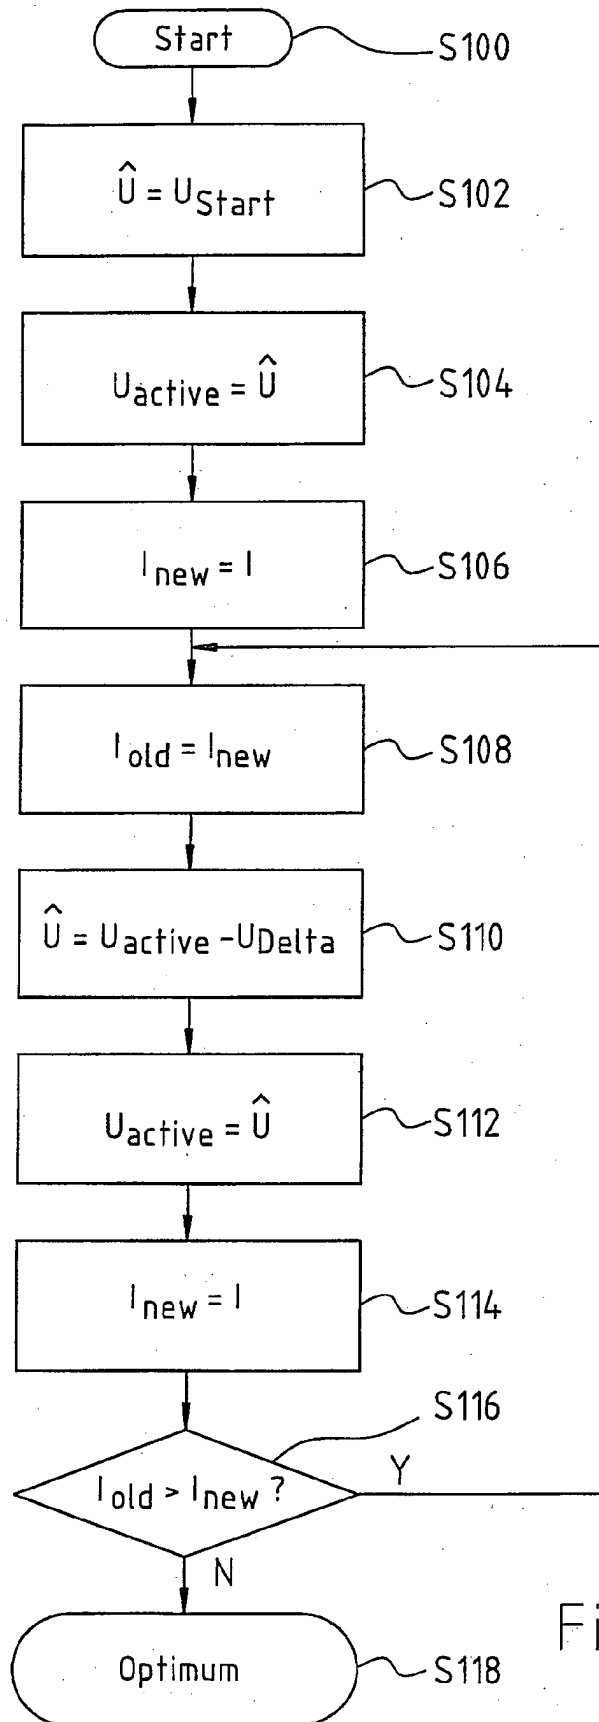 Start S100
Û = U_Start S102
U_active = Û S104
I_new = I S106
I_old = I_new S108
Û = U_active - U_Delta S110
U_active = Û S112
I_new = I S114
S116
I_old > I_new ? Y
N
Fi
Optimum S118